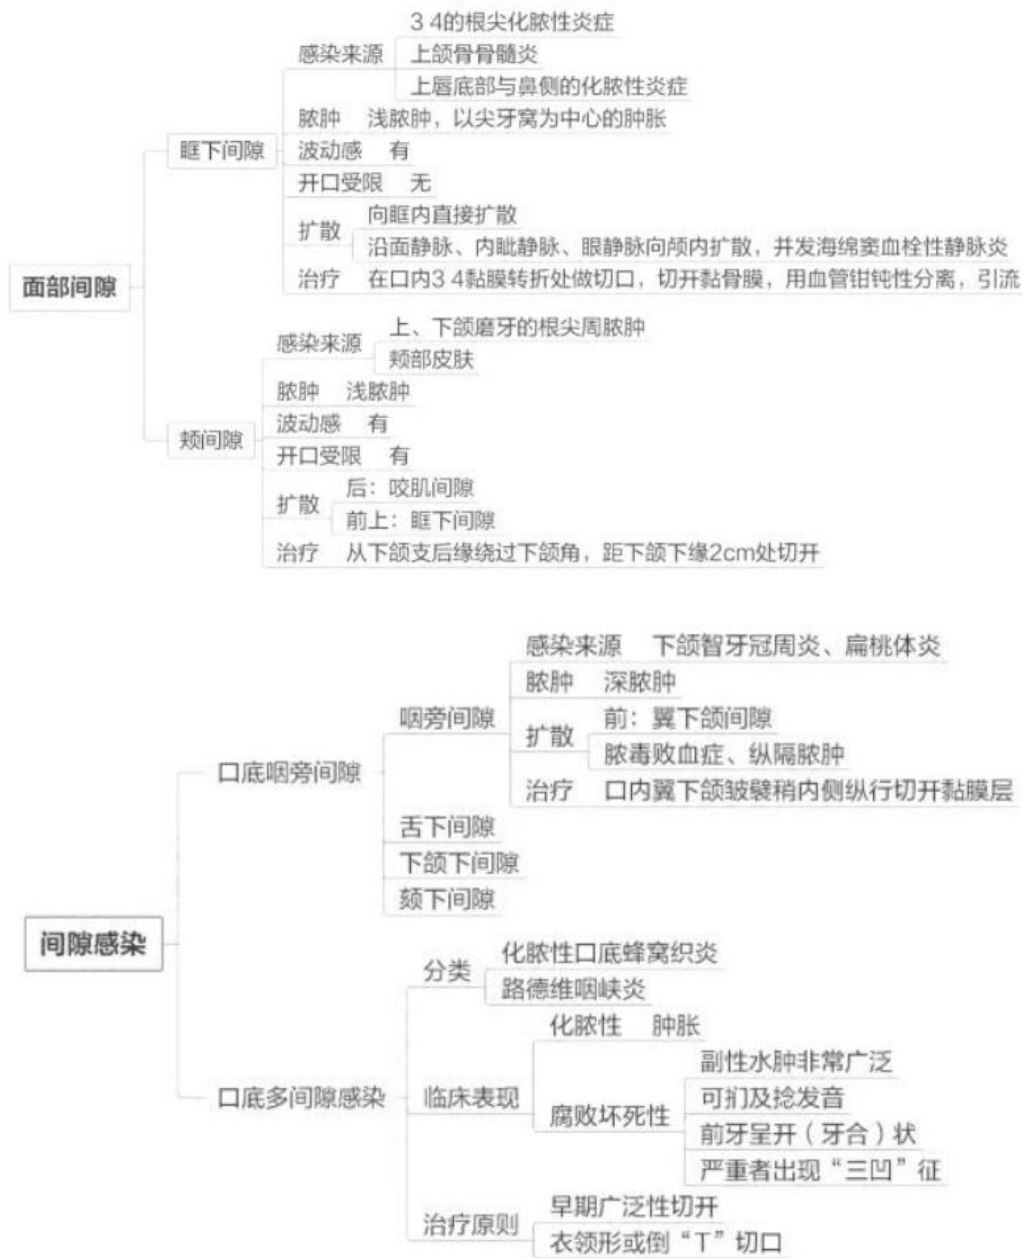 面部间隙
眶下间隙
感染来源
3 4的根尖化脓性炎症
上颌骨骨髓炎
上唇底部与鼻侧的化脓性炎症
脓肿 浅脓肿，以尖牙窝为中心的肿胀
波动感 有
开口受限 无
扩散
向眶内直接扩散
沿面静脉、内眦静脉、眼静脉向颅内扩散，并发海绵窦血栓性静脉炎
治疗 在口内3 4黏膜转折处做切口，切开黏骨膜，用血管钳钝性分离，引流
颊间隙
感染来源
上、下颌磨牙的根尖周脓肿
颊部皮肤
脓肿 浅脓肿
波动感 有
开口受限 有
扩散
后：咬肌间隙
前上：眶下间隙
治疗 从下颌支后缘绕过下颌角，距下颌下缘2cm处切开
间隙感染
口底咽旁间隙
咽旁间隙
感染来源 下颌智牙冠周炎、扁桃体炎
脓肿 深脓肿
扩散
前：翼下颌间隙
脓毒败血症、纵隔脓肿
治疗 口内翼下颌皱襞稍内侧纵行切开黏膜层
舌下间隙
下颌下间隙
颏下间隙
口底多间隙感染
分类
化脓性口底蜂窝织炎
路德维咽峡炎
临床表现
化脓性 肿胀
腐败坏死性
副性水肿非常广泛
可扪及捻发音
前牙呈开（牙合）状
严重者出现“三凹”征
治疗原则
早期广泛性切开
衣领形或倒“T”切口